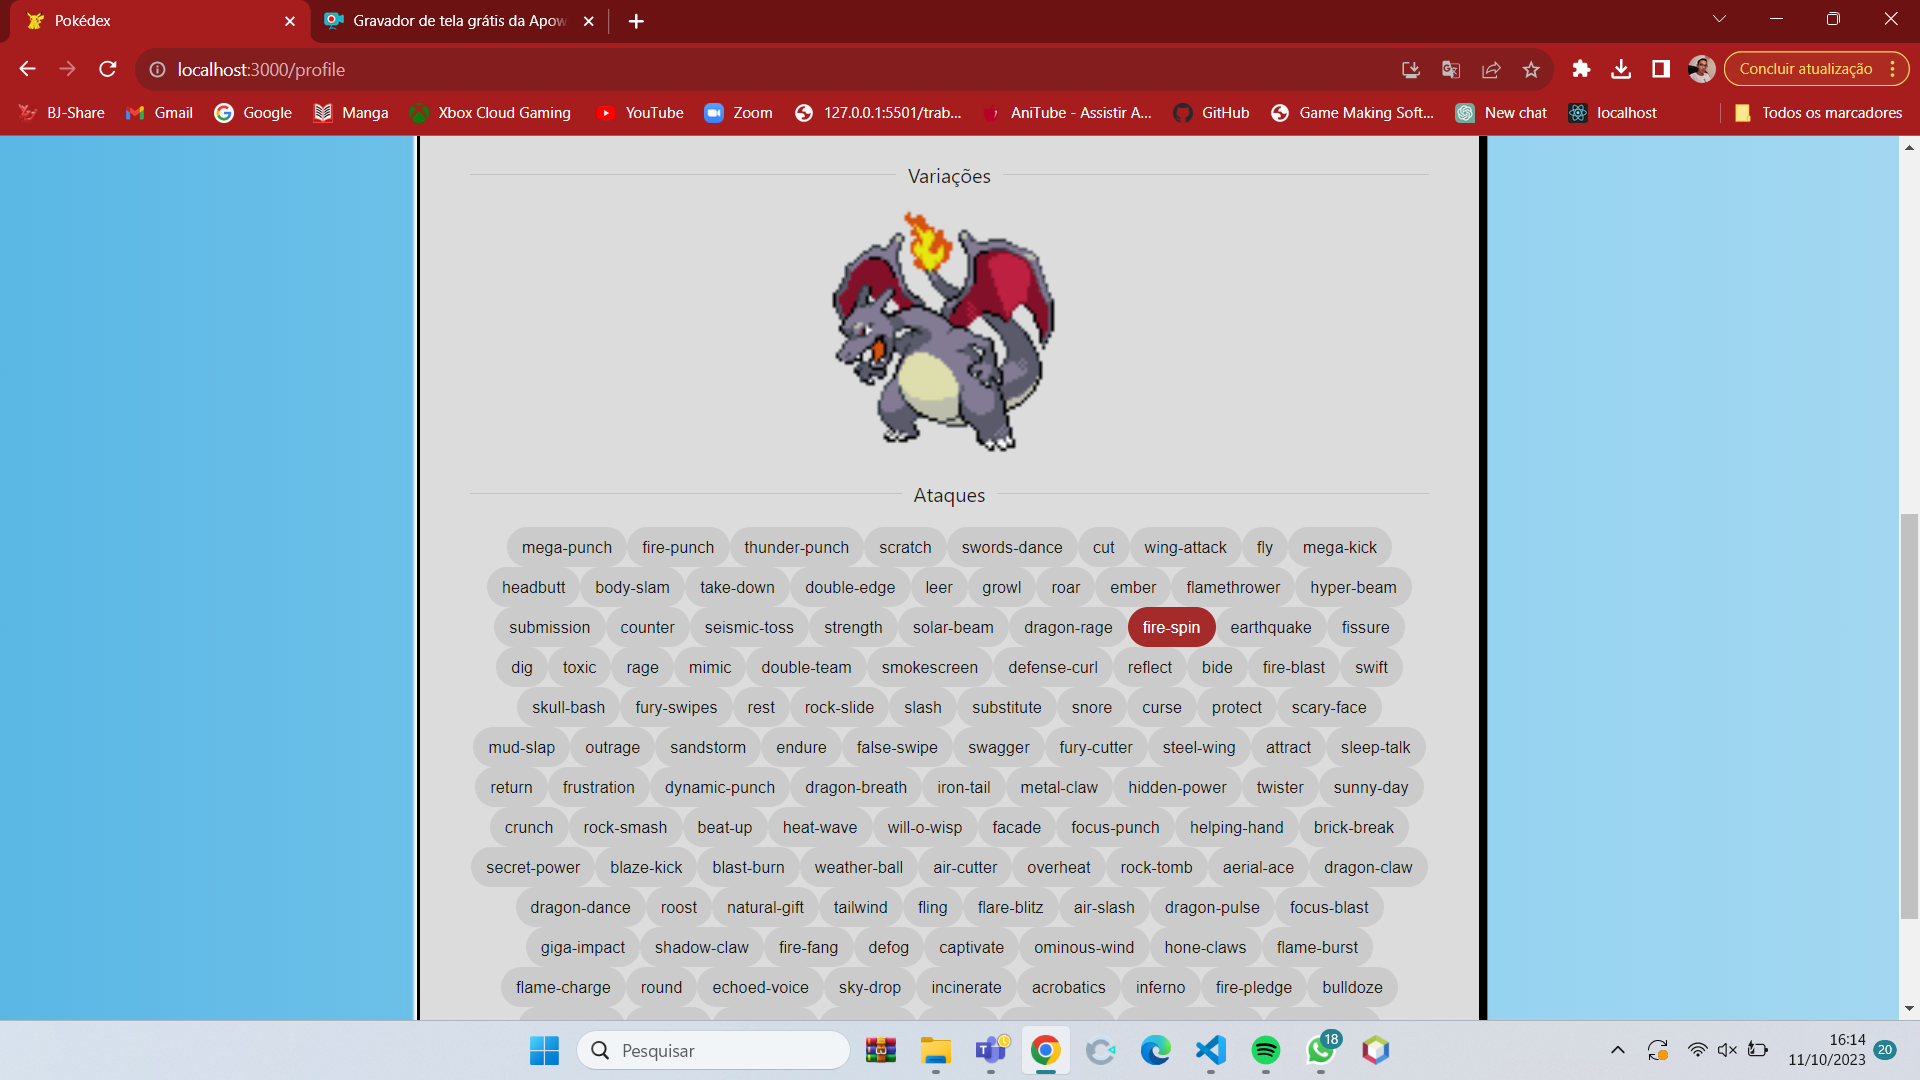 Pokédex
Gravador de tela grátis da Apow
localhost:3000/profile
Concluir atualização
BJ-Share
Gmail
Google
Manga
Xbox Cloud Gaming
YouTube
Zoom
127.0.0.1:5501/trab...
AniTube - Assistir A...
GitHub
Game Making Soft...
New chat
localhost
Todos os marcadores
Variações
Ataques
mega-punch fire-punch thunder-punch scratch swords-dance cut wing-attack fly mega-kick
headbutt body-slam take-down double-edge leer growl roar ember flamethrower hyper-beam
submission counter seismic-toss strength solar-beam dragon-rage fire-spin earthquake fissure
dig toxic rage mimic double-team smokescreen defense-curl reflect bide fire-blast swift
skull-bash fury-swipes rest rock-slide slash substitute snore curse protect scary-face
mud-slap outrage sandstorm endure false-swipe swagger fury-cutter steel-wing attract sleep-talk
return frustration dynamic-punch dragon-breath iron-tail metal-claw hidden-power twister sunny-day
crunch rock-smash beat-up heat-wave will-o-wisp facade focus-punch helping-hand brick-break
secret-power blaze-kick blast-burn weather-ball air-cutter overheat rock-tomb aerial-ace dragon-claw
dragon-dance roost natural-gift tailwind fling flare-blitz air-slash dragon-pulse focus-blast
giga-impact shadow-claw fire-fang defog captivate ominous-wind hone-claws flame-burst
flame-charge round echoed-voice sky-drop incinerate acrobatics inferno fire-pledge bulldoze
Pesquisar
18
16:14
11/10/2023
20